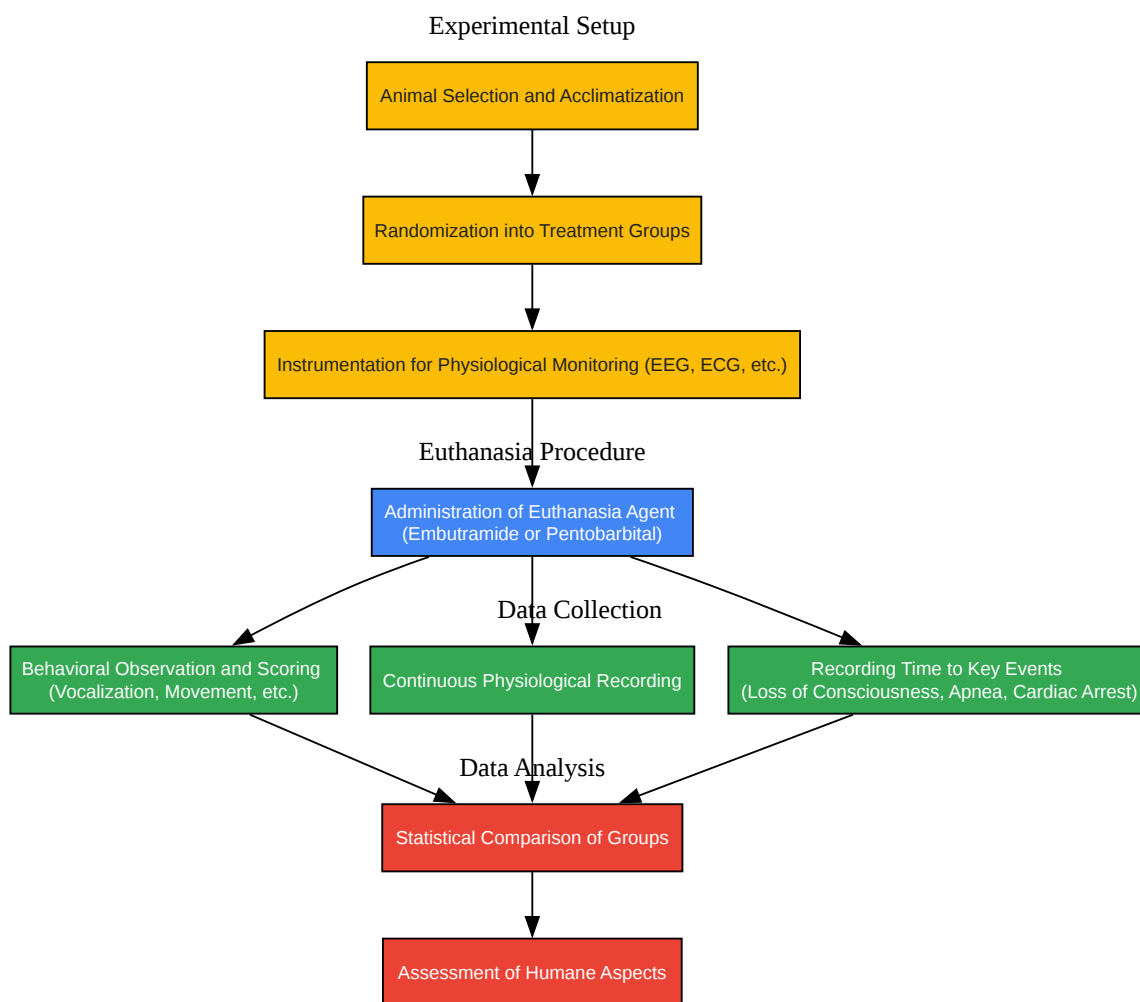 Experimental Setup
Animal Selection and Acclimatization
Randomization into Treatment Groups
Instrumentation for Physiological Monitoring (EEG, ECG, etc.)
Euthanasia Procedure
Administration of Euthanasia Agent
(Embutramide or Pentobarbital)
Data Collection
Behavioral Observation and Scoring
(Vocalization, Movement, etc.)
Continuous Physiological Recording
Recording Time to Key Events
(Loss of Consciousness, Apnea, Cardiac Arrest)
Data Analysis
Statistical Comparison of Groups
Assessment of Humane Aspects